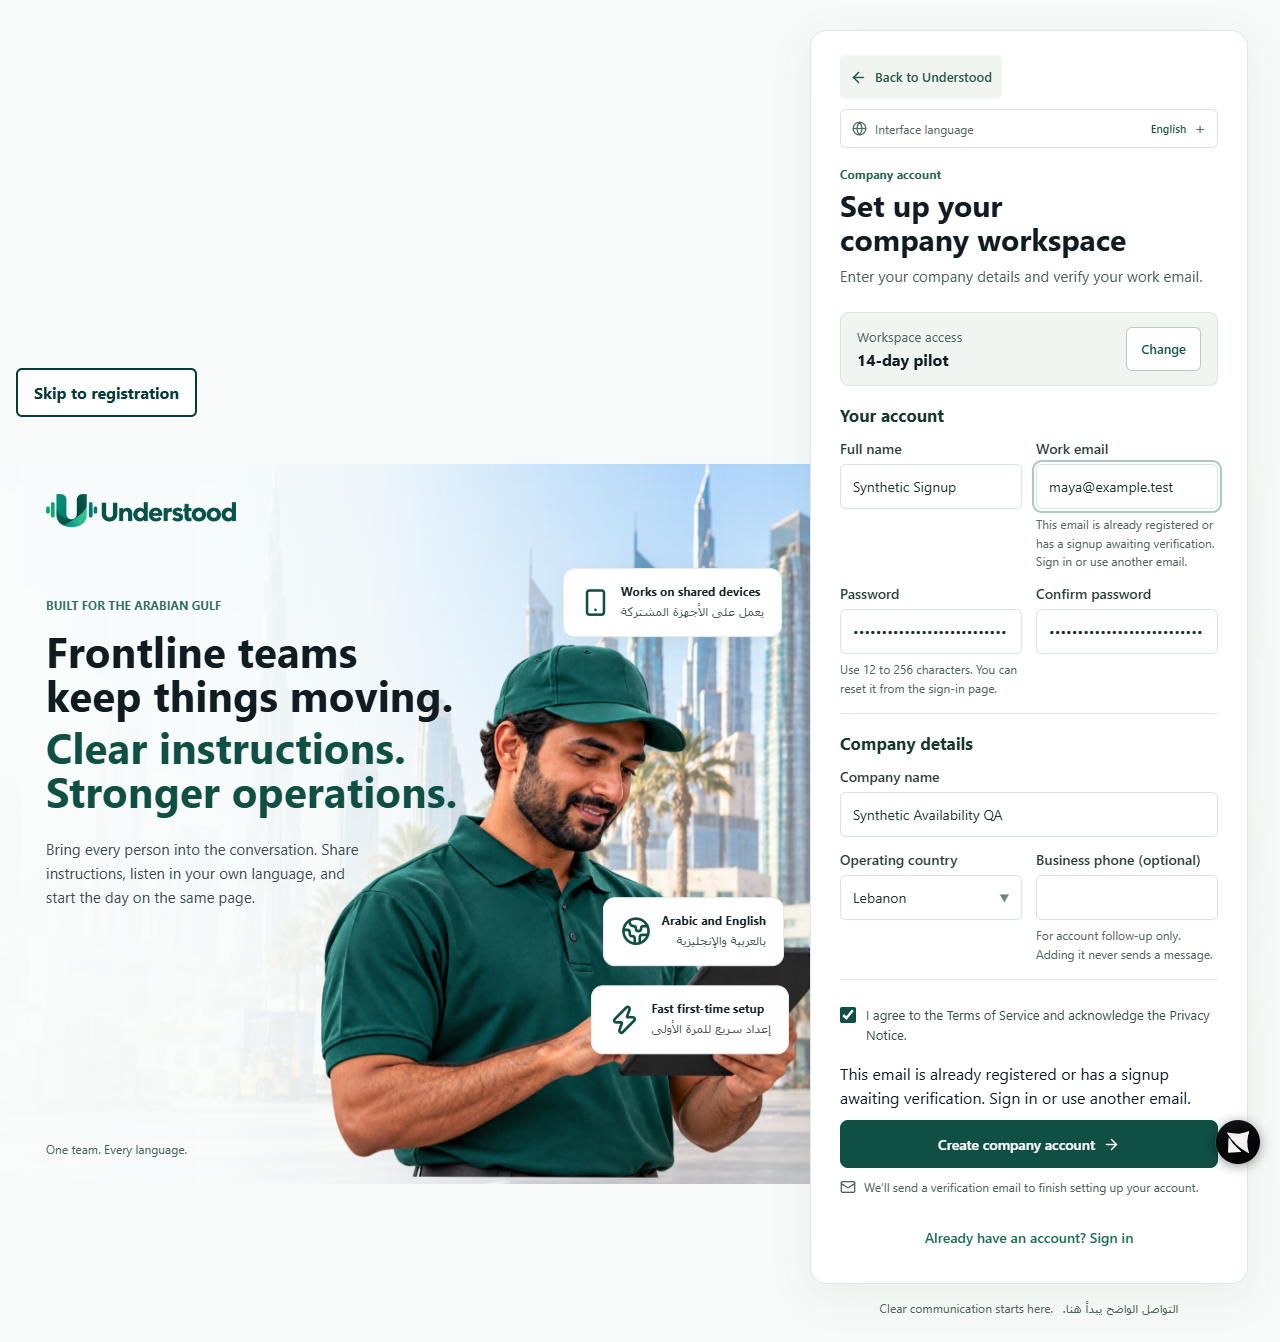 Skip to registration
Understood
BUILT FOR THE ARABIAN GULF
Frontline teams
keep things moving.
Clear instructions.
Stronger operations.
Bring every person into the conversation. Share
instructions, listen in your own language, and
start the day on the same page.
Works on shared devices
يعمل على الأجهزة المشتركة
Arabic and English
بالعربية والإنجليزية
Fast first-time setup
إعداد سريع للمرة الأولى
One team. Every language.
Back to Understood
Interface language English +
Company account
Set up your
company workspace
Enter your company details and verify your work email.
Workspace access
14-day pilot
Change
Your account
Full name
Synthetic Signup
Work email
maya@example.test
This email is already registered or
has a signup awaiting verification.
Sign in or use another email.
Password
Confirm password
Use 12 to 256 characters. You can
reset it from the sign-in page.
Company details
Company name
Synthetic Availability QA
Operating country
Lebanon
Business phone (optional)
For account follow-up only.
Adding it never sends a message.
I agree to the Terms of Service and acknowledge the Privacy
Notice.
This email is already registered or has a signup
awaiting verification. Sign in or use another email.
Create company account
We'll send a verification email to finish setting up your account.
Already have an account? Sign in
Clear communication starts here. التواصل الواضح يبدأ هنا.